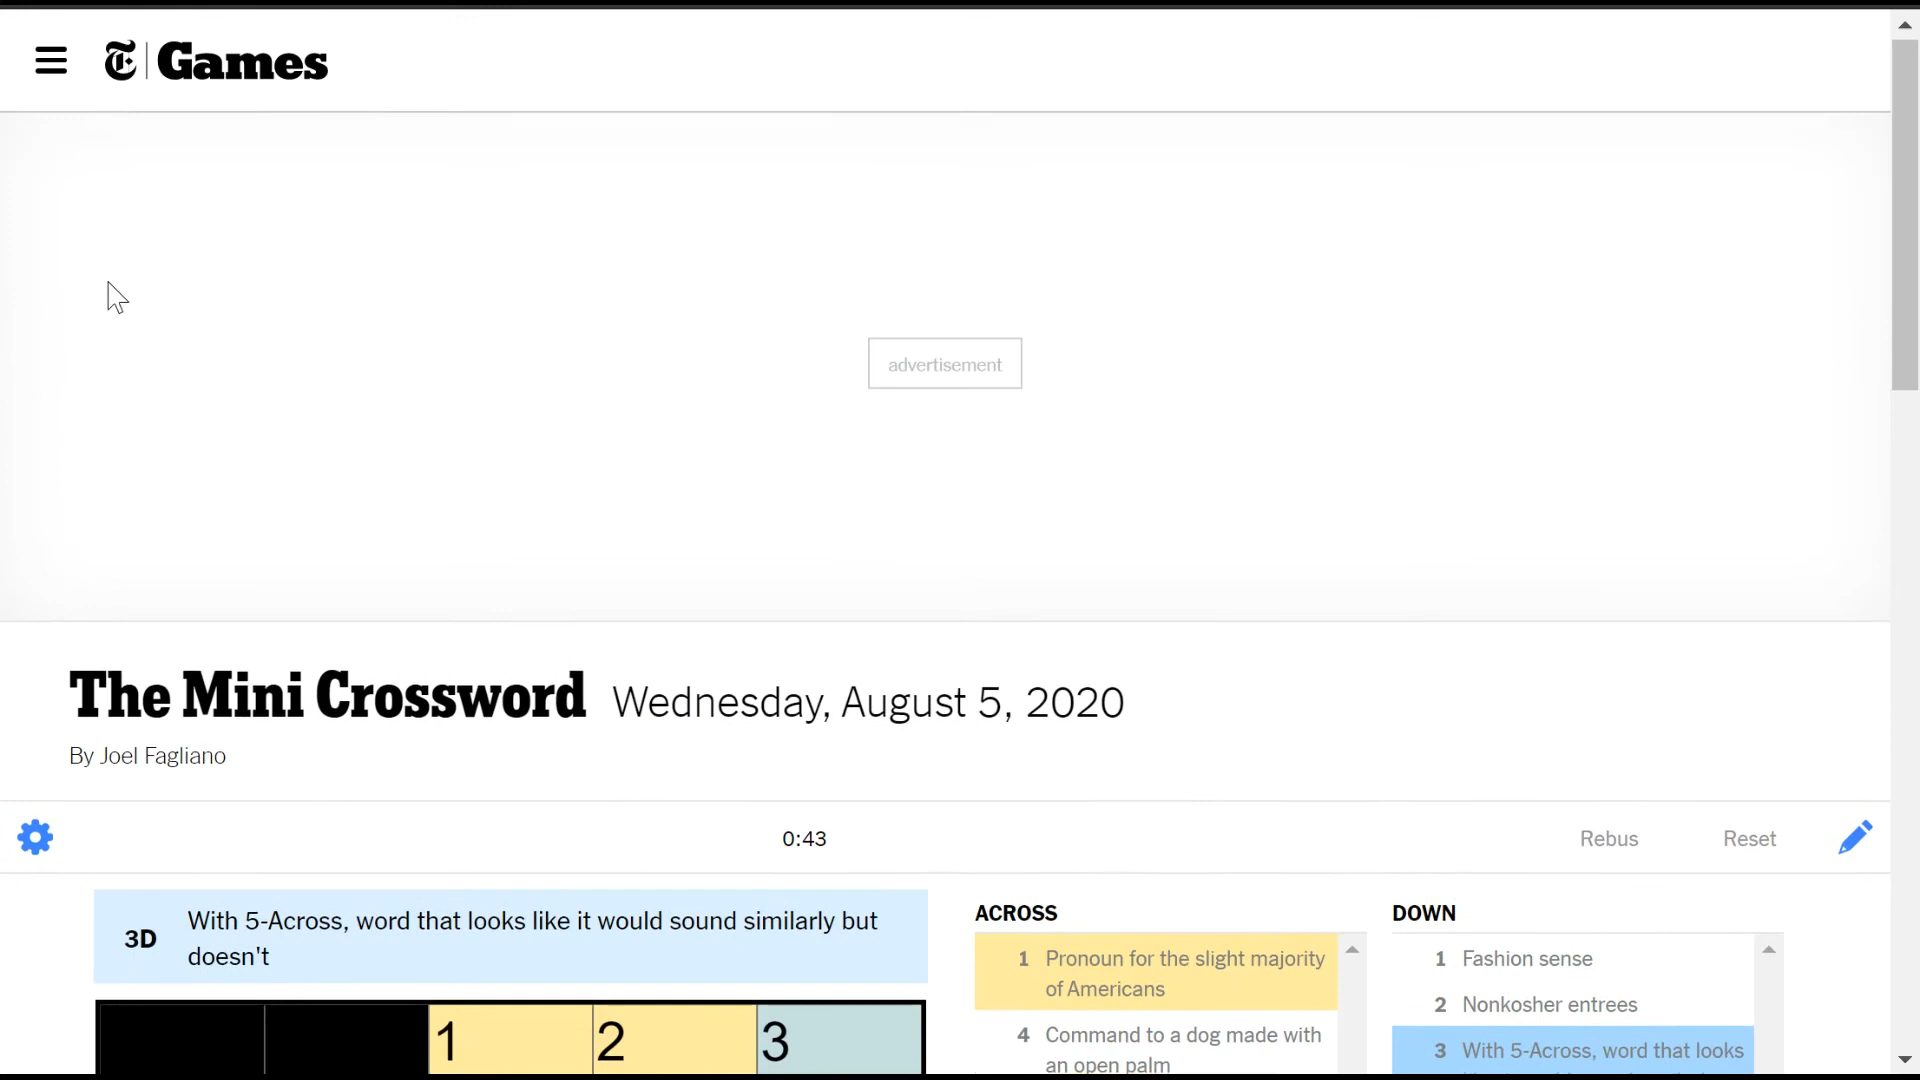 Games
advertisement
The Mini Crossword Wednesday, August 5, 2020
By Joel Fagliano
0:43 Rebus Reset
3D With 5-Across, word that looks like it would sound similarly but
doesn't
1 2 3
ACROSS
1 Pronoun for the slight majority
of Americans
4 Command to a dog made with
an open palm
DOWN
1 Fashion sense
2 Nonkosher entrees
3 With 5-Across, word that looks